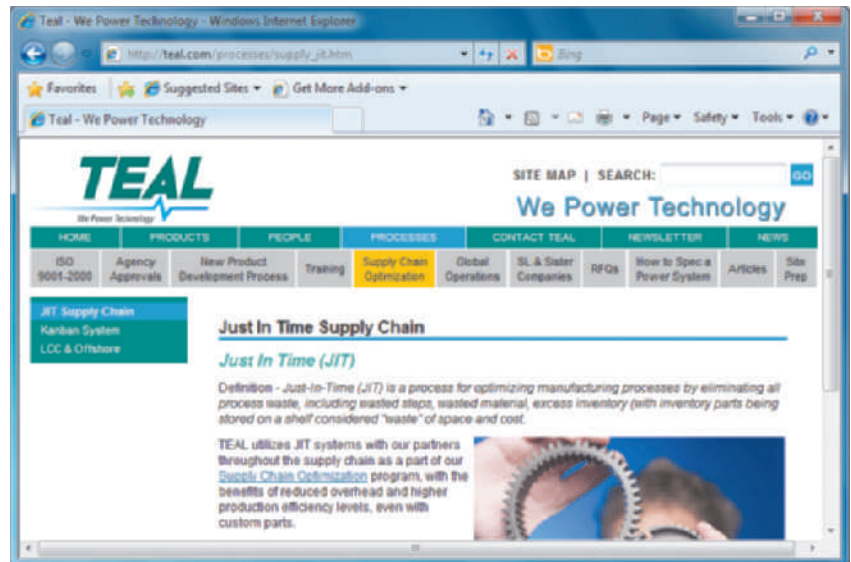 Teal - We Power Technology - Windows Internet Explorer
http://teal.com/processes/supply_jit.htm
Bing
Favorites
Suggested Sites
Get More Add-ons
Teal - We Power Technology
Page
Safety
Tools
TEAL
We Power Technology
SITE MAP | SEARCH:
GO
We Power Technology
HOME
PRODUCTS
PEOPLE
PROCESSES
CONTACT TEAL
NEWSLETTER
NEWS
ISO
9001-2000
Agency
Approvals
New Product
Development Process
Training
Supply Chain
Optimization
Global
Operations
SL & Sister
Companies
RFQs
How to Spec a
Power System
Articles
Site
Prep
JIT Supply Chain
Kanban System
LCC & Offshore
Just In Time Supply Chain
Just In Time (JIT)
Definition - Just-In-Time (JIT) is a process for optimizing manufacturing processes by eliminating all
process waste, including wasted steps, wasted material, excess inventory (with inventory parts being
stored on a shelf considered "waste" of space and cost.
TEAL utilizes JIT systems with our partners
throughout the supply chain as a part of our
Supply Chain Optimization program, with the
benefits of reduced overhead and higher
production efficiency levels, even with
custom parts.